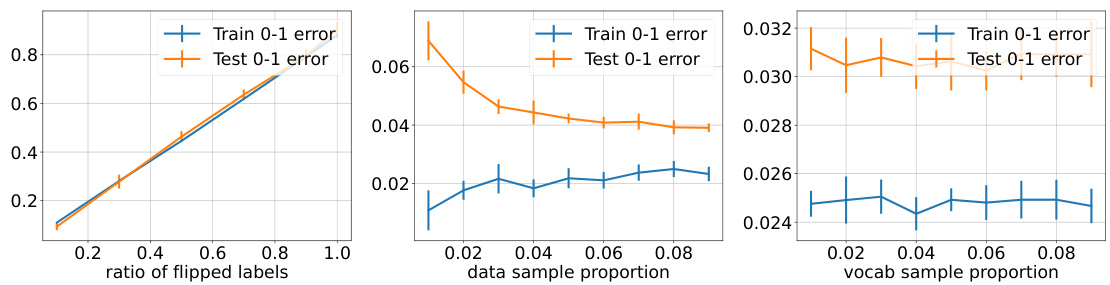 Train 0-1 error
Test 0-1 error
0.8
0.6
0.4
0.2
0.2 0.4 0.6 0.8 1.0
ratio of flipped labels
Train 0-1 error
Test 0-1 error
0.06
0.04
0.02
0.02 0.04 0.06 0.08
data sample proportion
Train 0-1 error
Test 0-1 error
0.032
0.030
0.028
0.026
0.024
0.02 0.04 0.06 0.08
vocab sample proportion